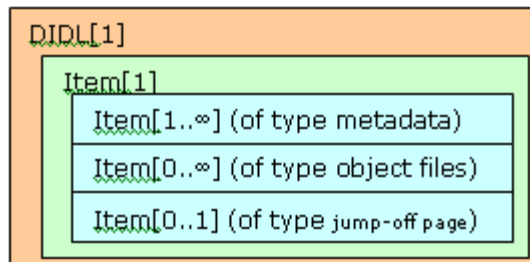 DIDL[1]
Item[1]
Item[1..∞] (of type metadata)
Item[0..∞] (of type object files)
Item[0..1] (of type jump-off page)